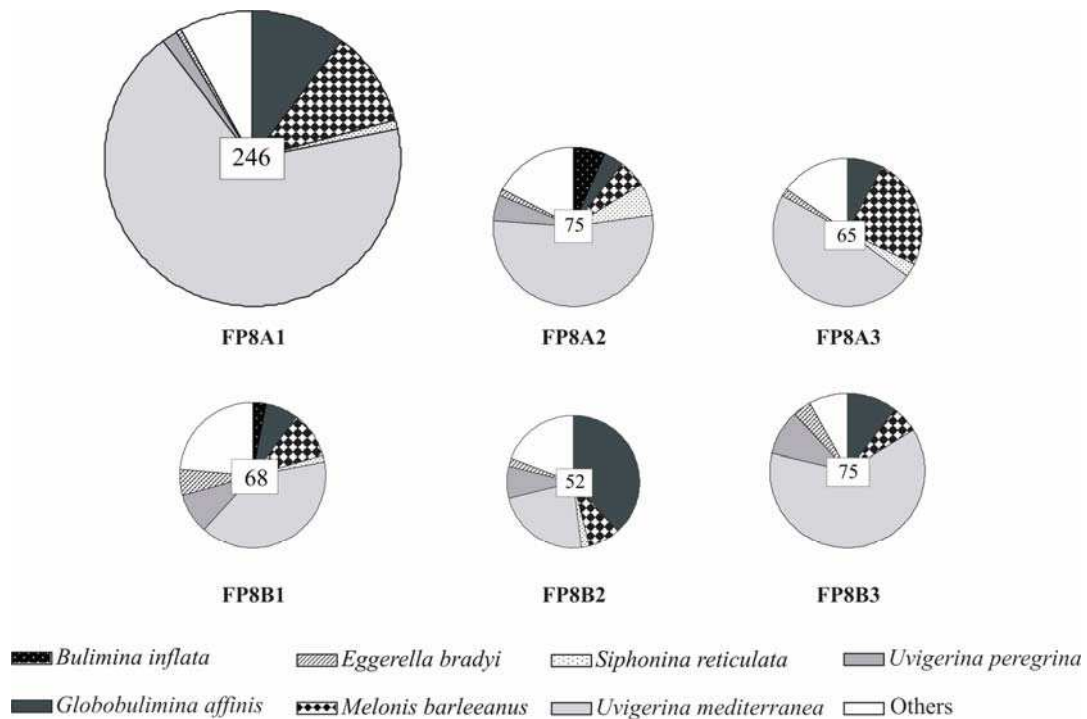 246
75
65
FP8A1
FP8A2
FP8A3
68
52
75
FP8B1
FP8B2
FP8B3
Bulimina inflata
Eggerella bradyi
Siphonina reticulata
Uvigerina peregrina
Globobulimina affinis
Melonis barleeanus
Uvigerina mediterranea
Others